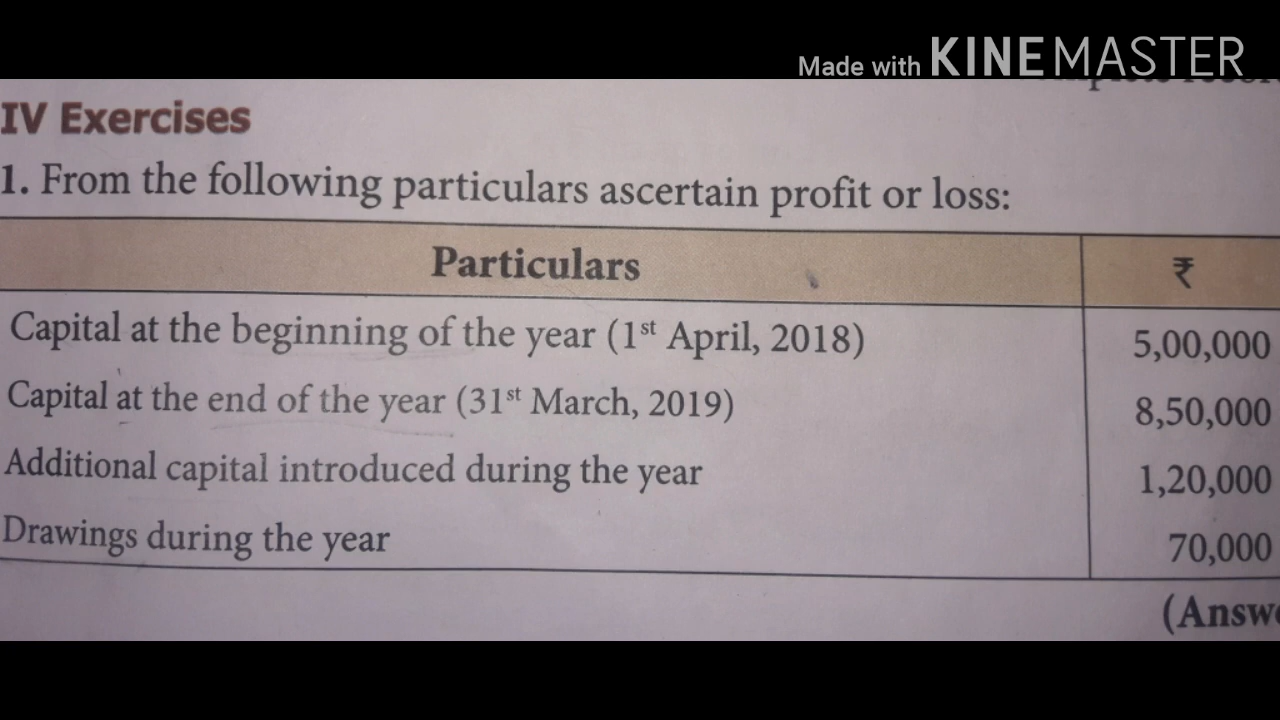 Made with KINEMASTER
IV Exercises
1. From the following particulars ascertain profit or loss:
Particulars ₹
Capital at the beginning of the year (1st April, 2018) 5,00,000
Capital at the end of the year (31st March, 2019) 8,50,000
Additional capital introduced during the year 1,20,000
Drawings during the year 70,000